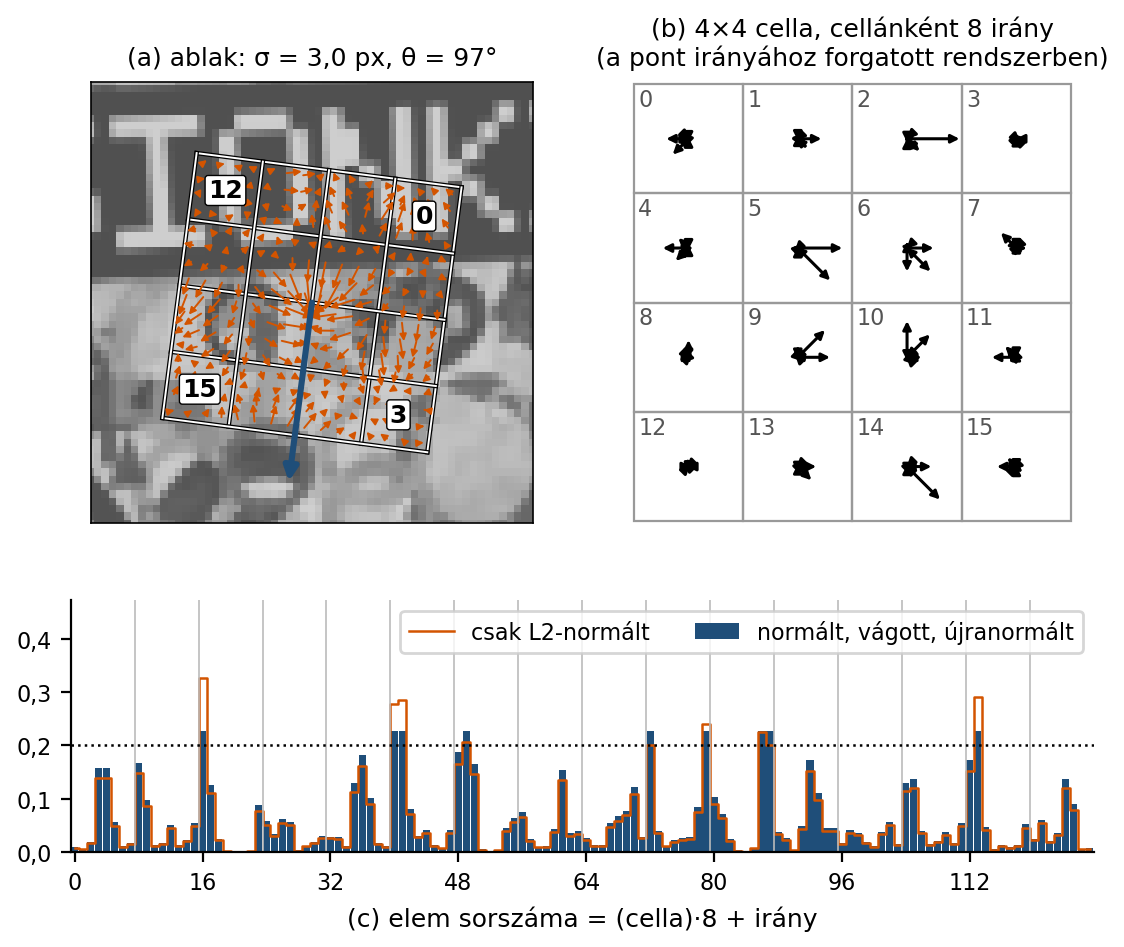 (a) ablak: σ = 3,0 px, θ = 97°
(b) 4×4 cella, cellánként 8 irány
(a pont irányához forgatott rendszerben)
12
0
15
3
0 1 2 3
4 5 6 7
8 9 10 11
12 13 14 15
csak L2-normált
normált, vágott, újranormált
0,4
0,3
0,2
0,1
0,0
0 16 32 48 64 80 96 112
(c) elem sorszáma = (cella)·8 + irány